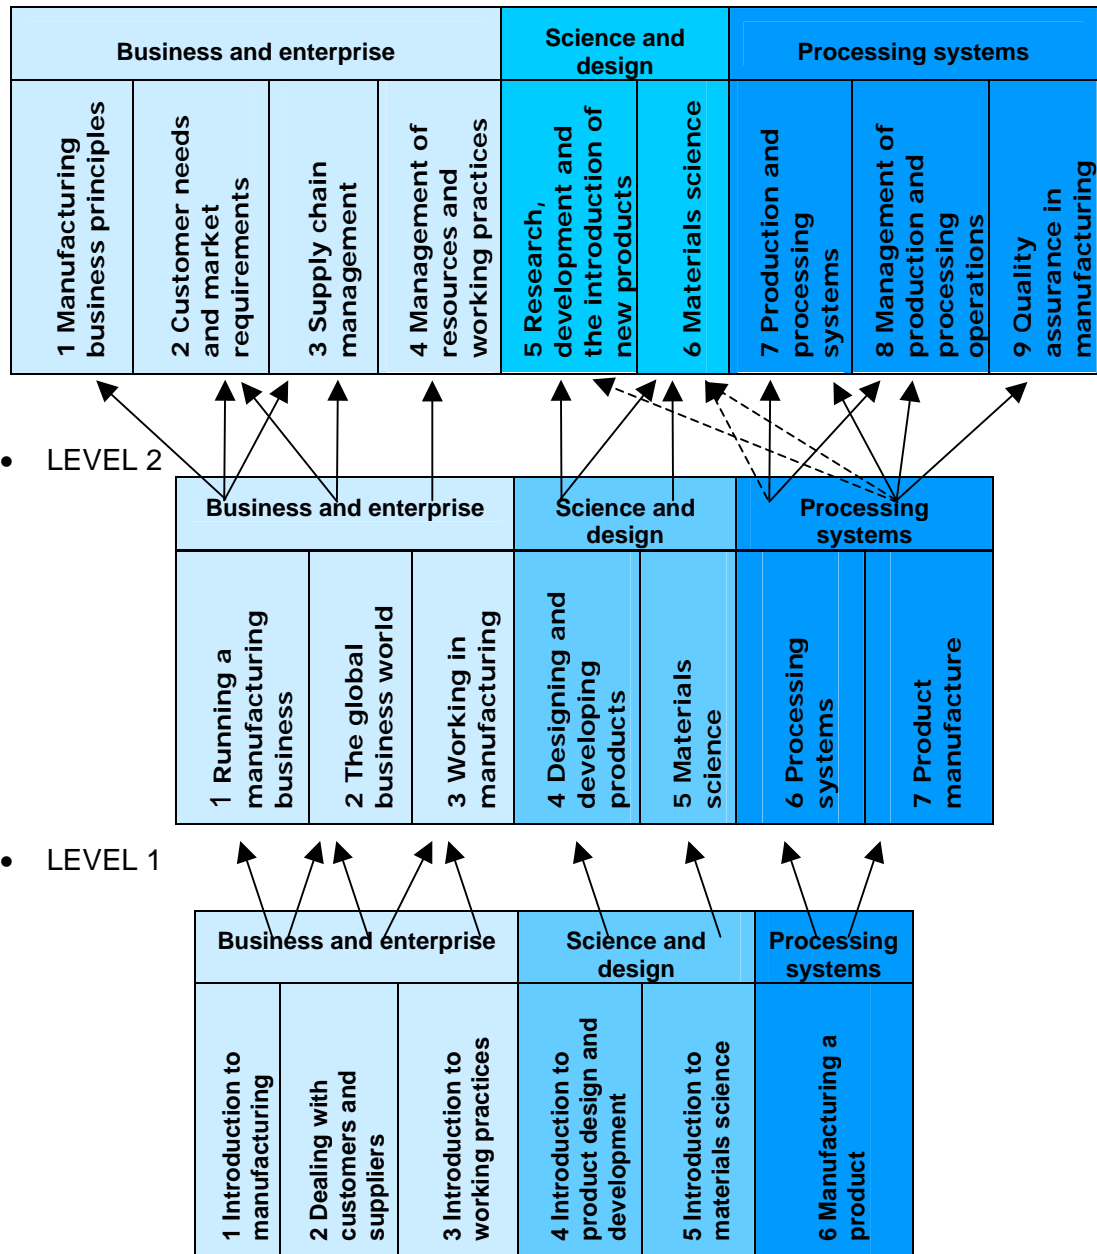 Business and enterprise
Science and
design
Processing systems
1 Manufacturing
business principles
2 Customer needs
and market
requirements
3 Supply chain
management
4 Management of
resources and
working practices
5 Research,
development and
the introduction of
new products
6 Materials science
7 Production and
processing
systems
8 Management of
production and
processing
operations
9 Quality
assurance in
manufacturing
• LEVEL 2
Business and enterprise
Science and
design
Processing
systems
1 Running a
manufacturing
business
2 The global
business world
3 Working in
manufacturing
4 Designing and
developing
products
5 Materials
science
6 Processing
systems
7 Product
manufacture
• LEVEL 1
Business and enterprise
Science and
design
Processing
systems
1 Introduction to
manufacturing
2 Dealing with
customers and
suppliers
3 Introduction to
working practices
4 Introduction to
product design and
development
5 Introduction to
materials science
6 Manufacturing a
product